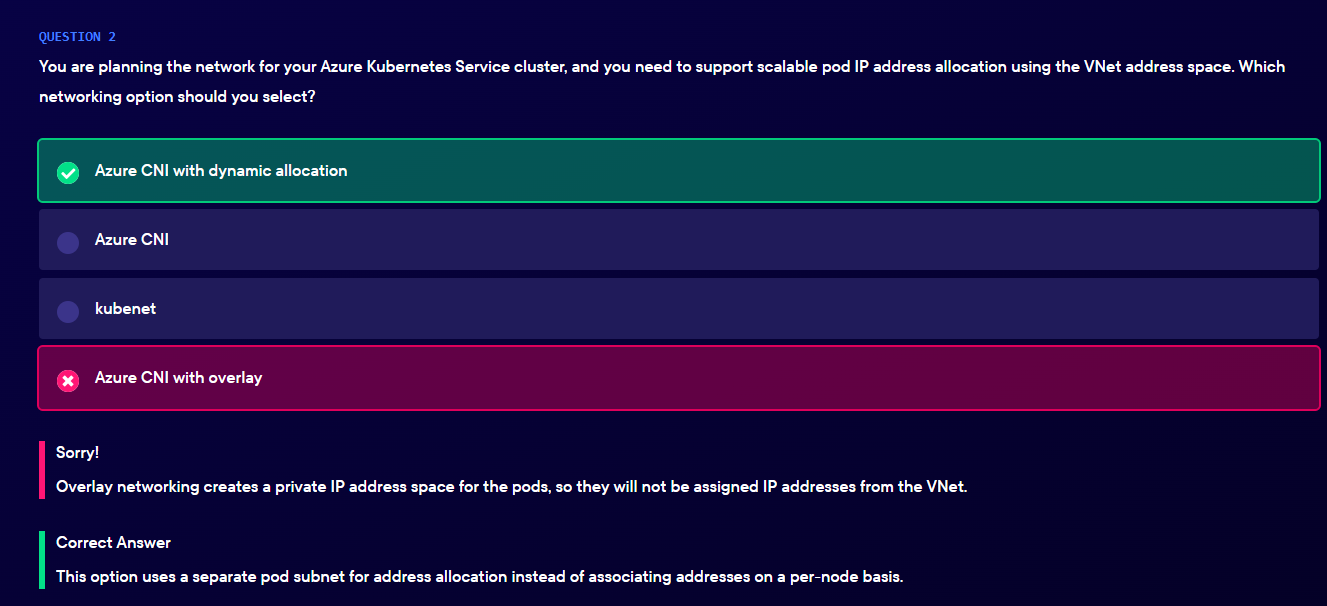 QUESTION 2
You are planning the network for your Azure Kubernetes Service cluster, and you need to support scalable pod IP address allocation using the VNet address space. Which
networking option should you select?
Azure CNI with dynamic allocation
Azure CNI
kubenet
Azure CNI with overlay
Sorry!
Overlay networking creates a private IP address space for the pods, so they will not be assigned IP addresses from the VNet.
Correct Answer
This option uses a separate pod subnet for address allocation instead of associating addresses on a per-node basis.